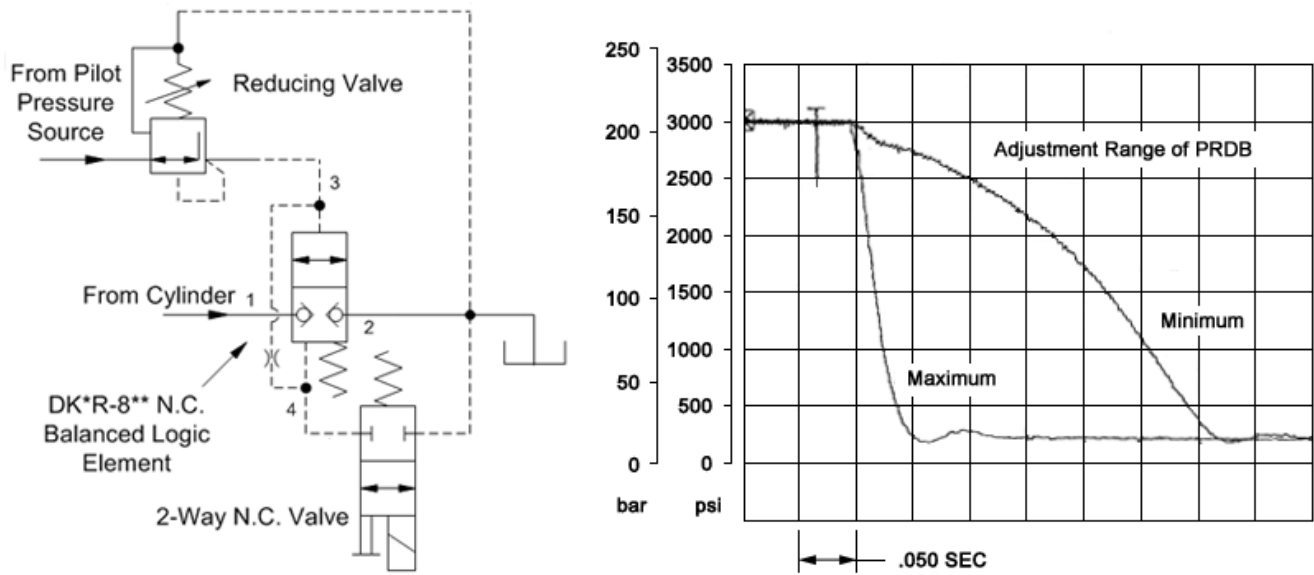 From Pilot
Pressure
Source
Reducing Valve
3
From Cylinder
1
2
4
DK*R-8** N.C.
Balanced Logic
Element
2-Way N.C. Valve
250
200
150
100
50
0
bar
3500
3000
2500
2000
1500
1000
500
0
psi
Adjustment Range of PRDB
Minimum
Maximum
.050 SEC